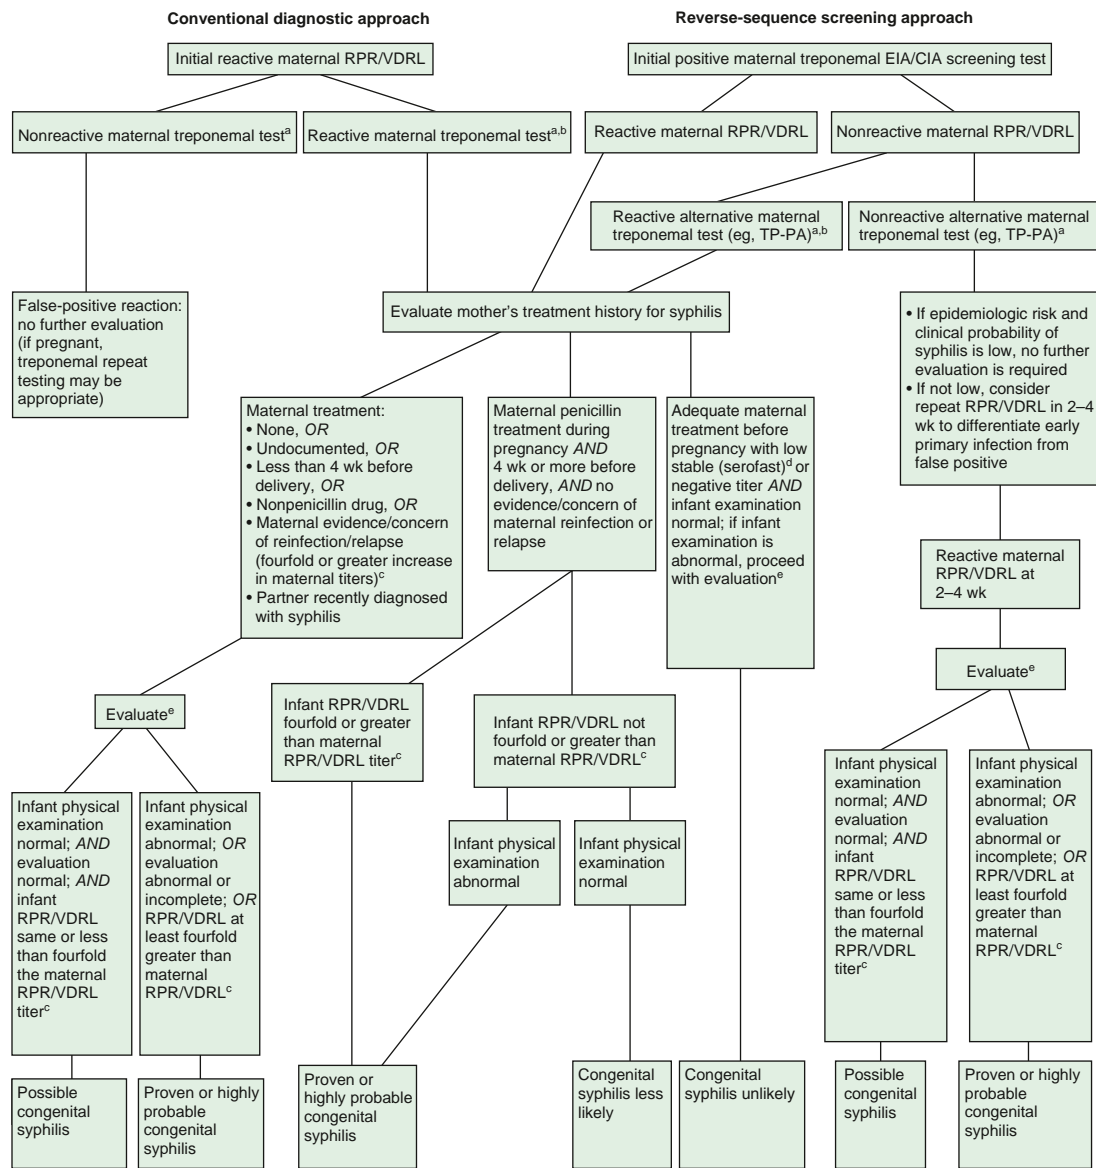 Conventional diagnostic approach
Reverse-sequence screening approach
Initial reactive maternal RPR/VDRL
Initial positive maternal treponemal EIA/CIA screening test
Nonreactive maternal treponemal testᵃ
Reactive maternal treponemal testᵃ,ᵇ
Reactive maternal RPR/VDRL
Nonreactive maternal RPR/VDRL
Reactive alternative maternal
treponemal test (eg, TP-PA)ᵃ,ᵇ
Nonreactive alternative maternal
treponemal test (eg, TP-PA)ᵃ
False-positive reaction:
no further evaluation
(if pregnant,
treponemal repeat
testing may be
appropriate)
Evaluate mother's treatment history for syphilis
• If epidemiologic risk and
clinical probability of
syphilis is low, no further
evaluation is required
• If not low, consider
repeat RPR/VDRL in 2–4
wk to differentiate early
primary infection from
false positive
Maternal treatment:
• None, OR
• Undocumented, OR
• Less than 4 wk before
delivery, OR
• Nonpenicillin drug, OR
• Maternal evidence/concern
of reinfection/relapse
(fourfold or greater increase
in maternal titers)ᶜ
• Partner recently diagnosed
with syphilis
Maternal penicillin
treatment during
pregnancy AND
4 wk or more before
delivery, AND no
evidence/concern of
maternal reinfection or
relapse
Adequate maternal
treatment before
pregnancy with low
stable (serofast)ᵈ or
negative titer AND
infant examination
normal; if infant
examination is
abnormal, proceed
with evaluationᵉ
Reactive maternal
RPR/VDRL at
2–4 wk
Evaluateᵉ
Infant RPR/VDRL
fourfold or greater
than maternal
RPR/VDRL titerᶜ
Infant RPR/VDRL not
fourfold or greater than
maternal RPR/VDRLᶜ
Evaluateᵉ
Infant physical
examination
normal; AND
evaluation
normal; AND
infant
RPR/VDRL
same or less
than fourfold
the maternal
RPR/VDRL
titerᶜ
Infant physical
examination
abnormal; OR
evaluation
abnormal or
incomplete; OR
RPR/VDRL at
least fourfold
greater than
maternal
RPR/VDRLᶜ
Infant physical
examination
abnormal
Infant physical
examination
normal
Infant physical
examination
normal; AND
evaluation
normal; AND
infant
RPR/VDRL
same or less
than fourfold
the maternal
RPR/VDRL
titerᶜ
Infant physical
examination
abnormal; OR
evaluation
abnormal or
incomplete; OR
RPR/VDRL at
least fourfold
greater than
maternal
RPR/VDRLᶜ
Possible
congenital
syphilis
Proven or highly
probable
congenital
syphilis
Proven or
highly probable
congenital
syphilis
Congenital
syphilis less
likely
Congenital
syphilis unlikely
Possible
congenital
syphilis
Proven or highly
probable
congenital
syphilis